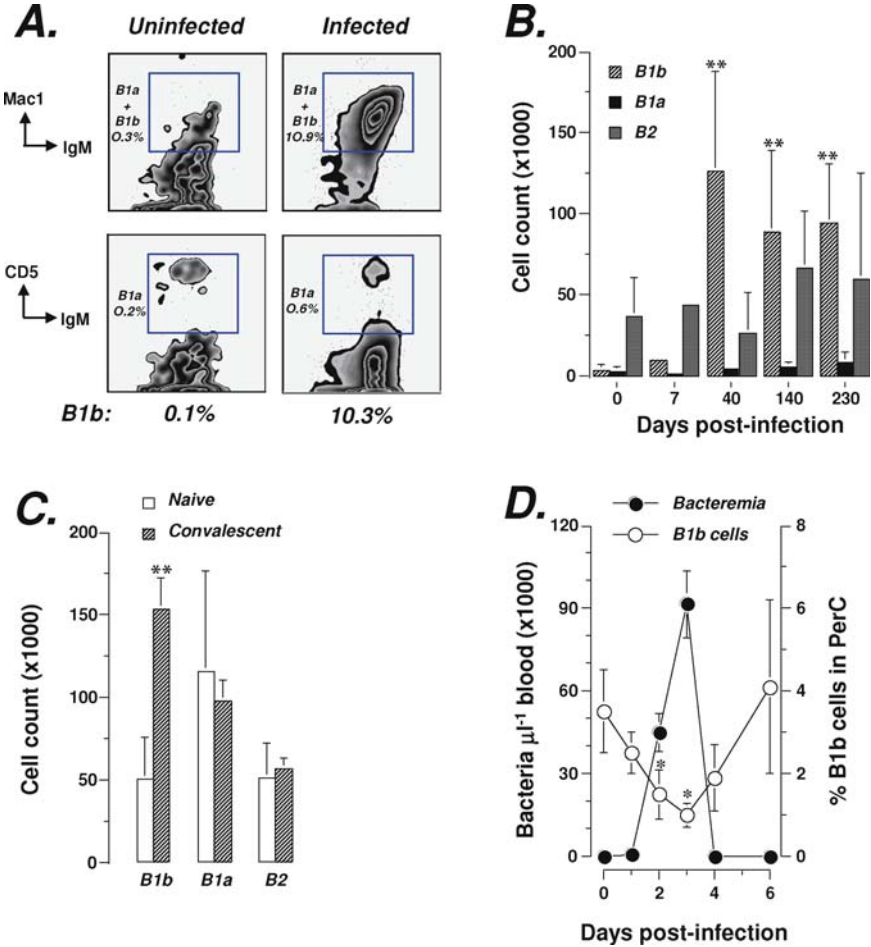 A.
Uninfected
Infected
Mac1
IgM
B1a
+
B1b
0.3%
B1a
+
B1b
10.9%
CD5
IgM
B1a
0.2%
B1a
0.6%
B1b: 0.1% 10.3%
B.
B1b
B1a
B2
Cell count (x1000)
200
150
100
50
0
** ** **
0 7 40 140 230
Days post-infection
C.
Naive
Convalescent
Cell count (x1000)
200
150
100
50
0
**
B1b B1a B2
D.
Bacteremia
B1b cells
Bacteria µl-1 blood (x1000)
120
90
60
30
0
* *
8
6
4
2
0
% B1b cells in PerC
0 2 4 6
Days post-infection